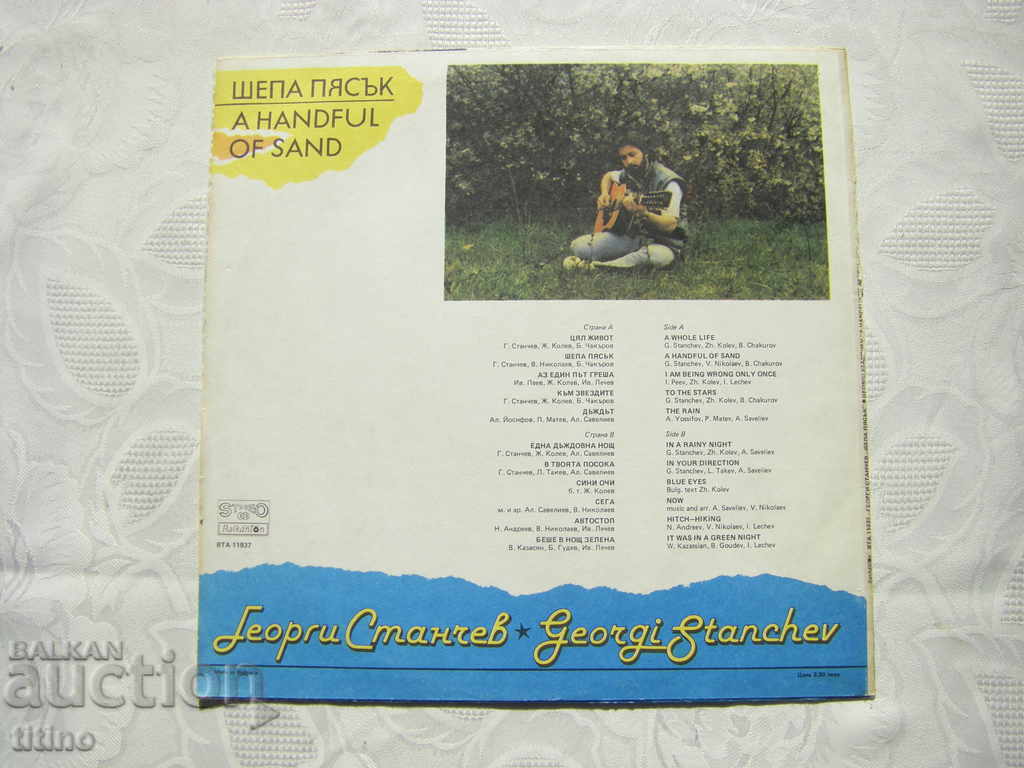 ШЕПА ПЯСЪК
A HANDFUL
OF SAND
Страна А
ЦЯЛ ЖИВОТ
Г. Станчев, Ж. Колев, Б. Чакъров
ШЕПА ПЯСЪК
Г. Станчев, В. Николаев, Б. Чакъров
АЗ ЕДИН ПЪТ ГРЕША
Ив. Пеев, Ж. Колев, Ив. Лечев
КЪМ ЗВЕЗДИТЕ
Г. Станчев, Ж. Колев, Б. Чакъров
ДЪЖДЪТ
Ал. Йосифов, П. Матев, Ал. Савелиев
Страна В
ЕДНА ДЪЖДОВНА НОЩ
Г. Станчев, Ж. Колев, Ал. Савелиев
В ТВОЯТА ПОСОКА
Г. Станчев, Л. Такев, Ал. Савелиев
СИНИ ОЧИ
б. т. Ж. Колев
СЕГА
м. и ар. Ал. Савелиев, В. Николаев
АВТОСТОП
Н. Андреев, В. Николаев, Ив. Лечев
БЕШЕ В НОЩ ЗЕЛЕНА
В. Казасян, Б. Гудев, Ив. Лечев
Side A
A WHOLE LIFE
G. Stanchev, Zh. Kolev, B. Chakurov
A HANDFUL OF SAND
G. Stanchev, V. Nikolaev, B. Chakurov
I AM BEING WRONG ONLY ONCE
I. Peev, Zh. Kolev, I. Lechev
TO THE STARS
G. Stanchev, Zh. Kolev, B. Chakurov
THE RAIN
A. Yossifov, P. Matev, A. Saveliev
Side B
IN A RAINY NIGHT
G. Stanchev, Zh. Kolev, A. Saveliev
IN YOUR DIRECTION
G. Stanchev, L. Takev, A. Saveliev
BLUE EYES
Bulg. text Zh. Kolev
NOW
music and arr. A. Saveliev, V. Nikolaev
HITCH-HIKING
N. Andreev, V. Nikolaev, I. Lechev
IT WAS IN A GREEN NIGHT
W. Kazassian, B. Goudev, I. Lechev
STEREO
Balkanton
ВТА 11937
Георги Станчев ★ Georgi Stanchev
Цена 5.30 лева
BALKAN
auction
titino